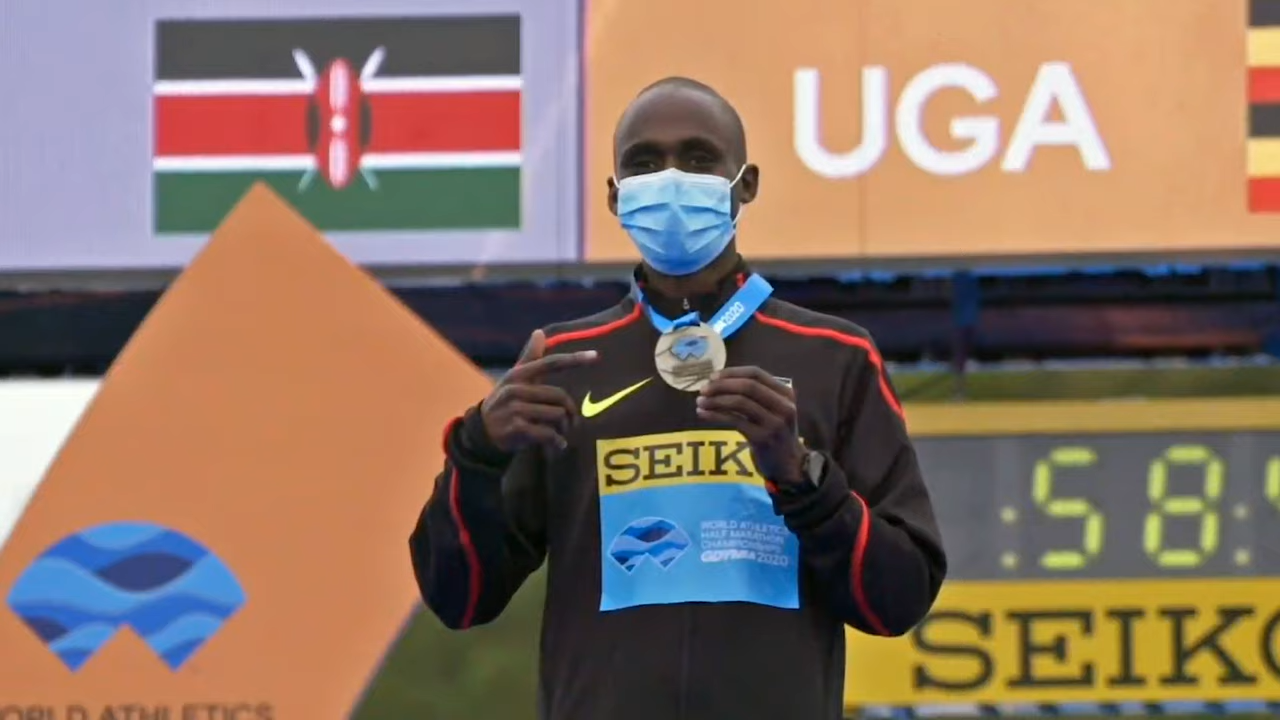 UGA
2020
SEIKO
WORLD ATHLETICS
HALF MARATHON
CHAMPIONSHIPS
GDYNIA 2020
:58:
SEIKO
WORLD ATHLETICS